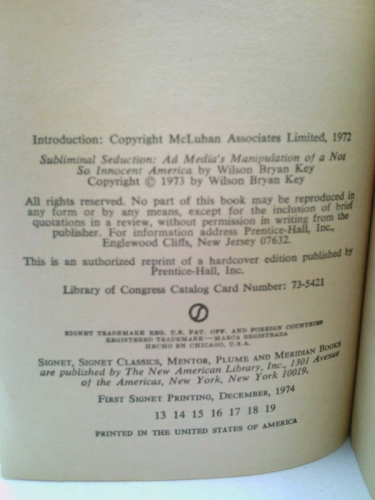 Introduction: Copyright McLuhan Associates Limited, 1972
Subliminal Seduction: Ad Media's Manipulation of a Not
So Innocent America by Wilson Bryan Key
Copyright © 1973 by Wilson Bryan Key
All rights reserved. No part of this book may be reproduced in
any form or by any means, except for the inclusion of brief
quotations in a review, without permission in writing from the
publisher. For information address Prentice-Hall, Inc.,
Englewood Cliffs, New Jersey 07632.
This is an authorized reprint of a hardcover edition published by
Prentice-Hall, Inc.
Library of Congress Catalog Card Number: 73-5421
SIGNET TRADEMARK REG. U.S. PAT. OFF. AND FOREIGN COUNTRIES
REGISTERED TRADEMARK—MARCA REGISTRADA
HECHO EN CHICAGO, U.S.A.
SIGNET, SIGNET CLASSICS, MENTOR, PLUME AND MERIDIAN BOOKS
are published by The New American Library, Inc., 1301 Avenue
of the Americas, New York, New York 10019.
FIRST SIGNET PRINTING, DECEMBER, 1974
13 14 15 16 17 18 19
PRINTED IN THE UNITED STATES OF AMERICA